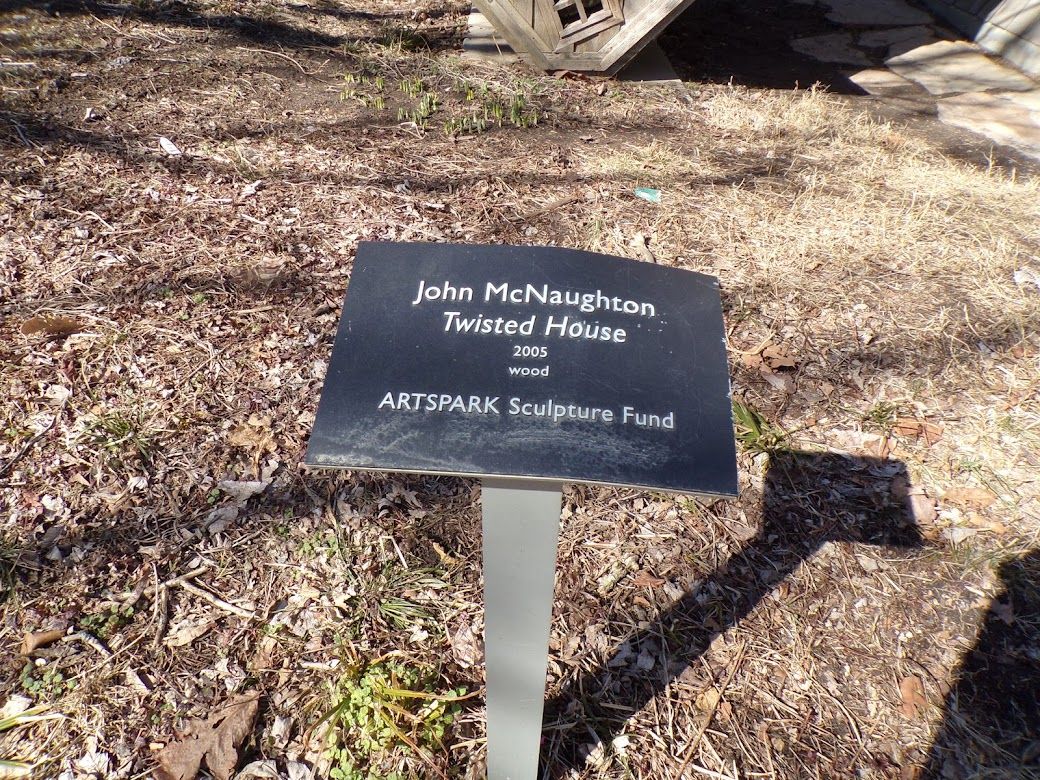 John McNaughton
Twisted House
2005
wood
ARTSPARK Sculpture Fund